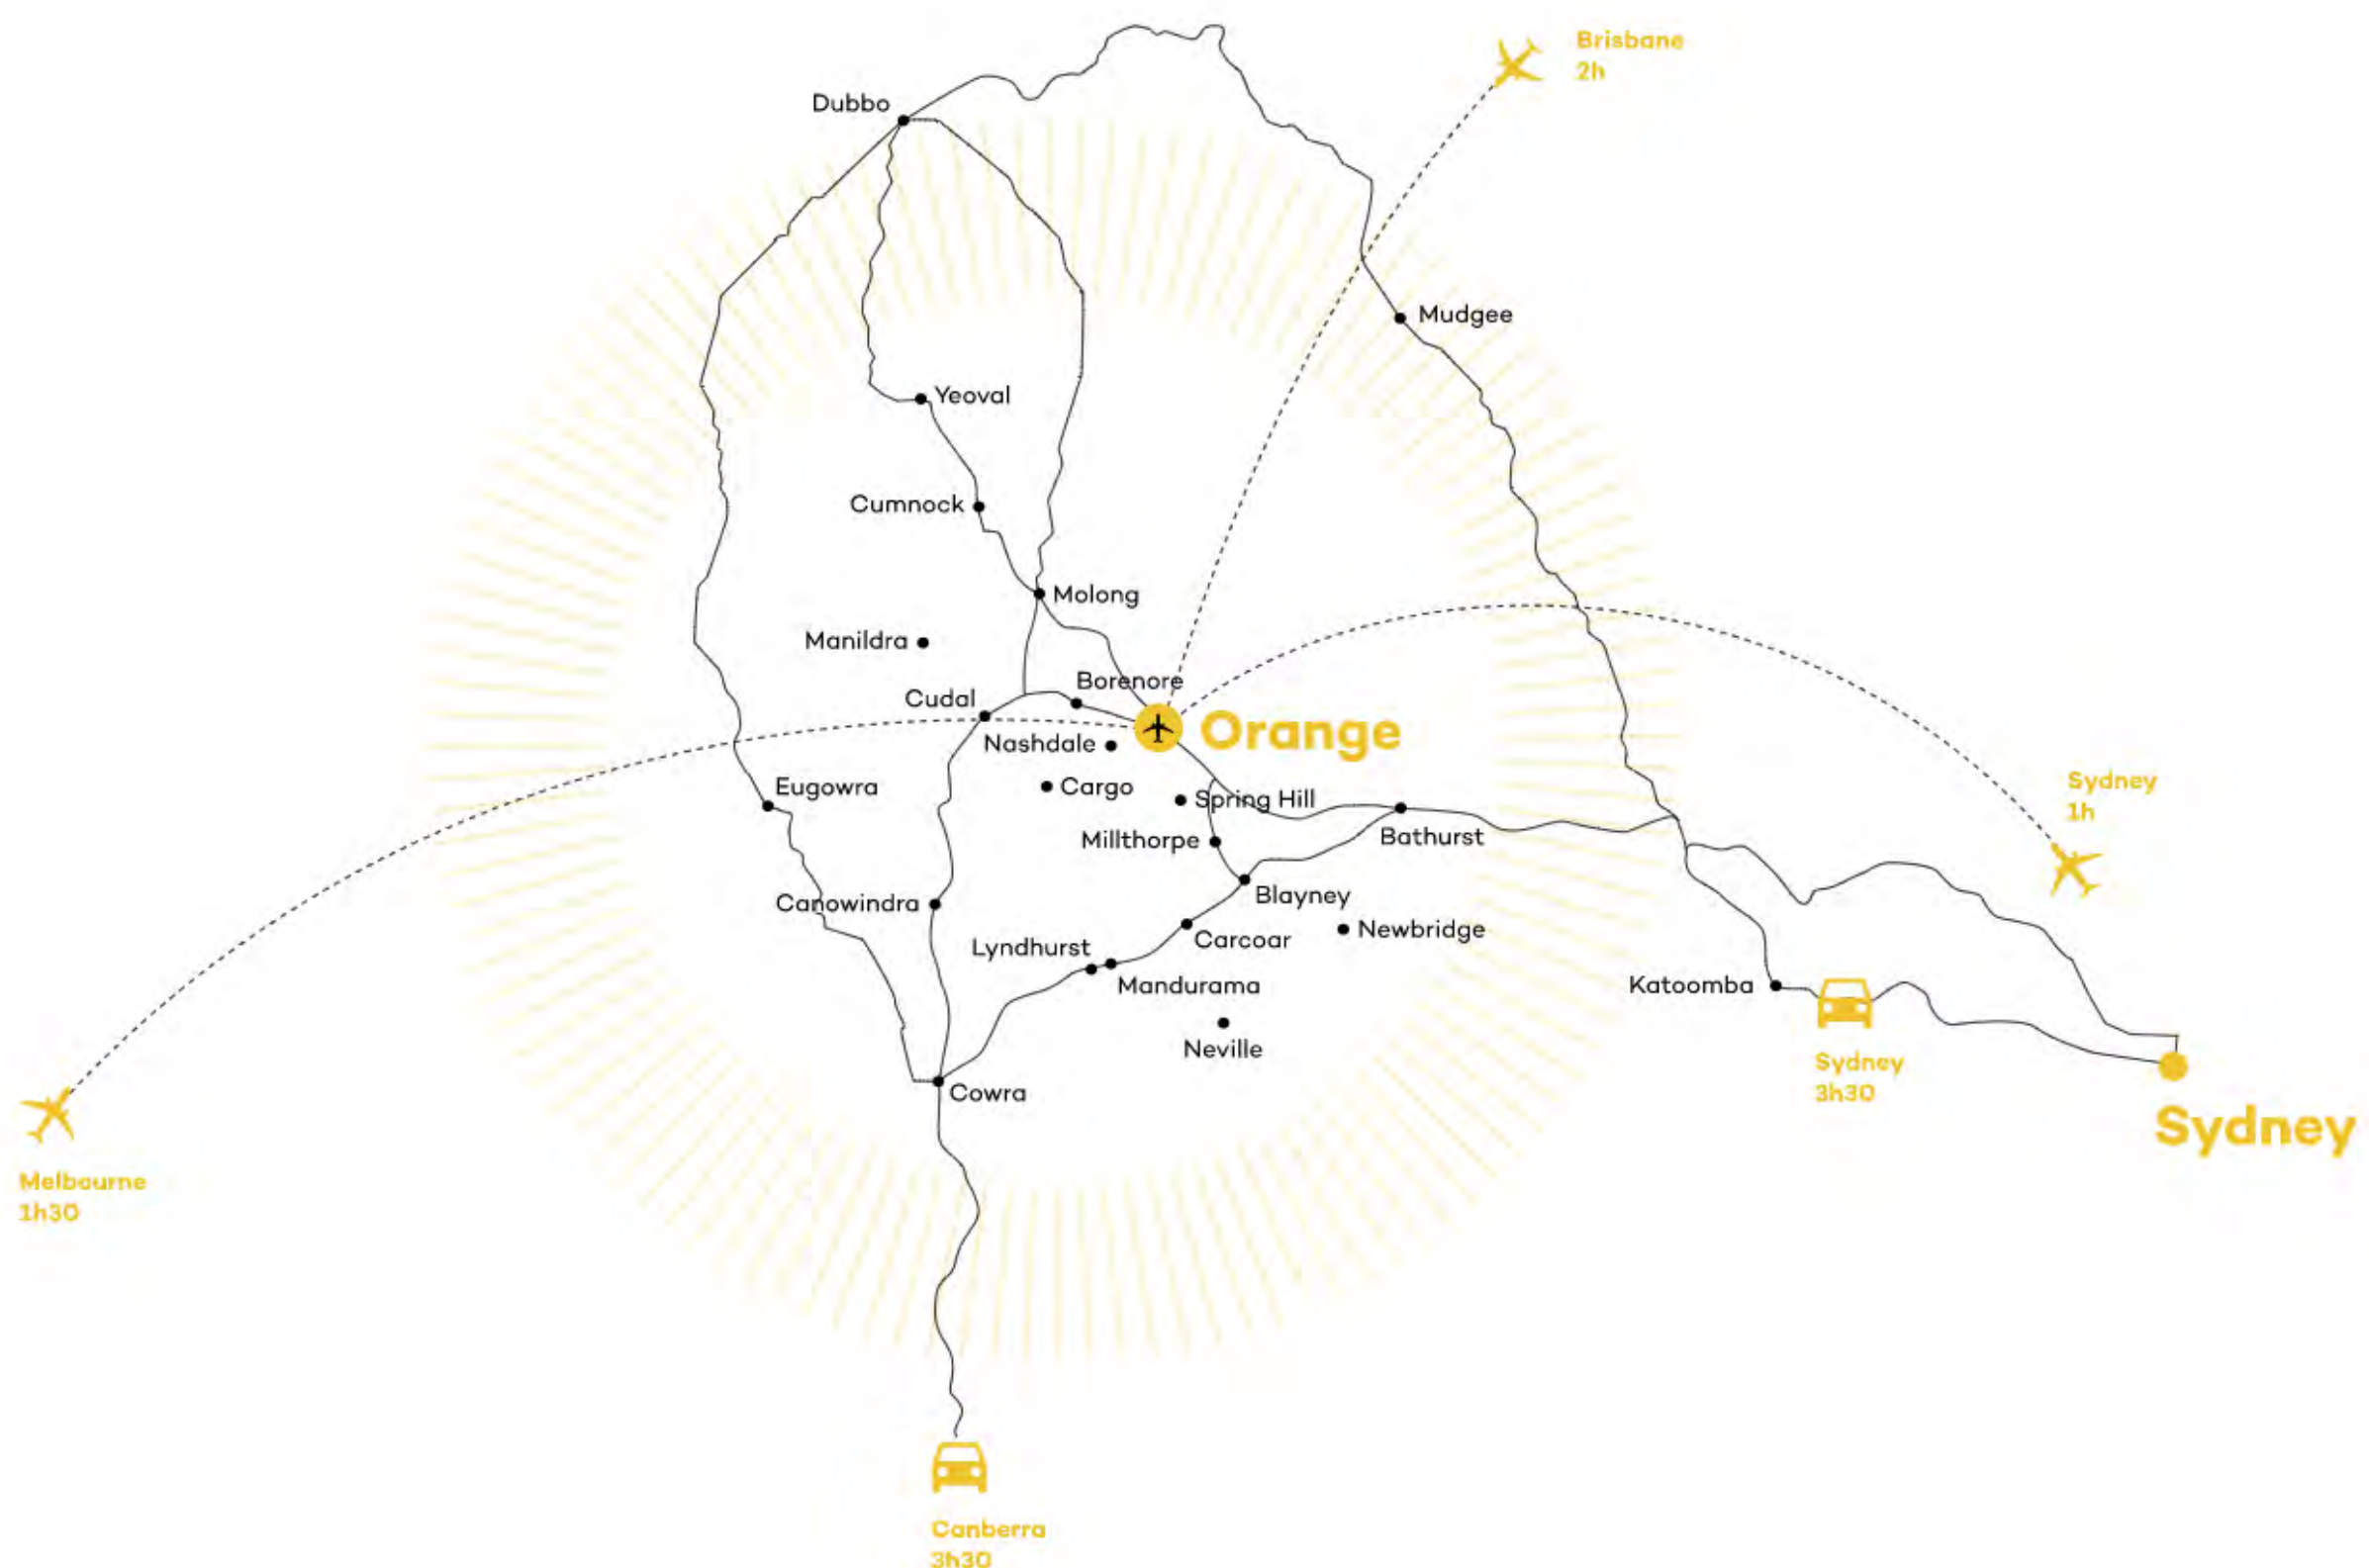 Brisbane
2h
Dubbo
Mudgee
Yeoval
Cumnock
Molong
Manildra
Borenore
Cudal
Orange
Nashdale
Cargo
Eugowra
Spring Hill
Sydney
1h
Millthorpe
Bathurst
Blayney
Canowindra
Newbridge
Carcoar
Lyndhurst
Mandurama
Katoomba
Neville
Sydney
3h30
Cowra
Sydney
Melbourne
1h30
Canberra
3h30